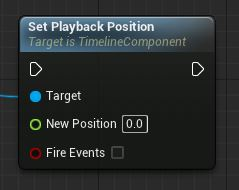 Set Playback Position
Target is TimelineComponent
Target
New Position 0.0
Fire Events